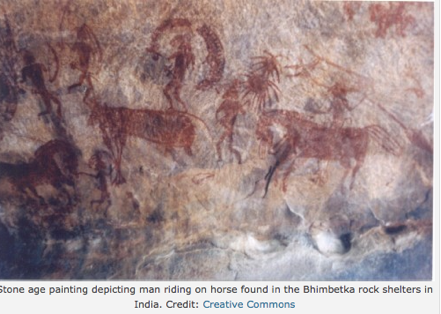 Stone age painting depicting man riding on horse found in the Bhimbetka rock shelters in
India. Credit: Creative Commons